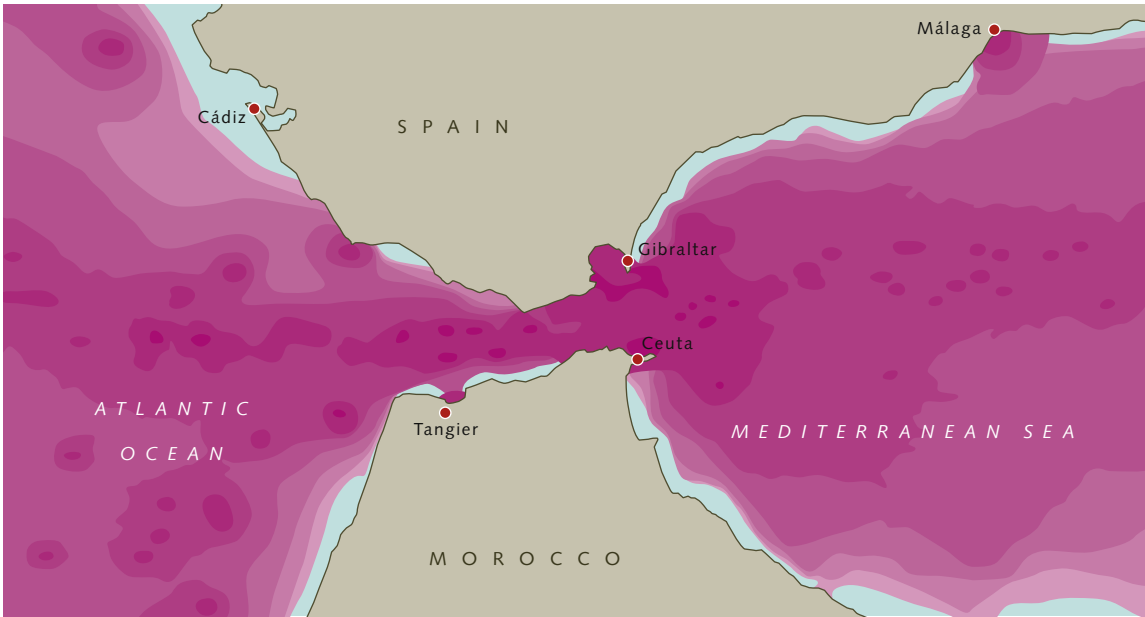 Málaga
Cádiz
SPAIN
Gibraltar
Ceuta
ATLANTIC
OCEAN
Tangier
MEDITERRANEAN SEA
MOROCCO